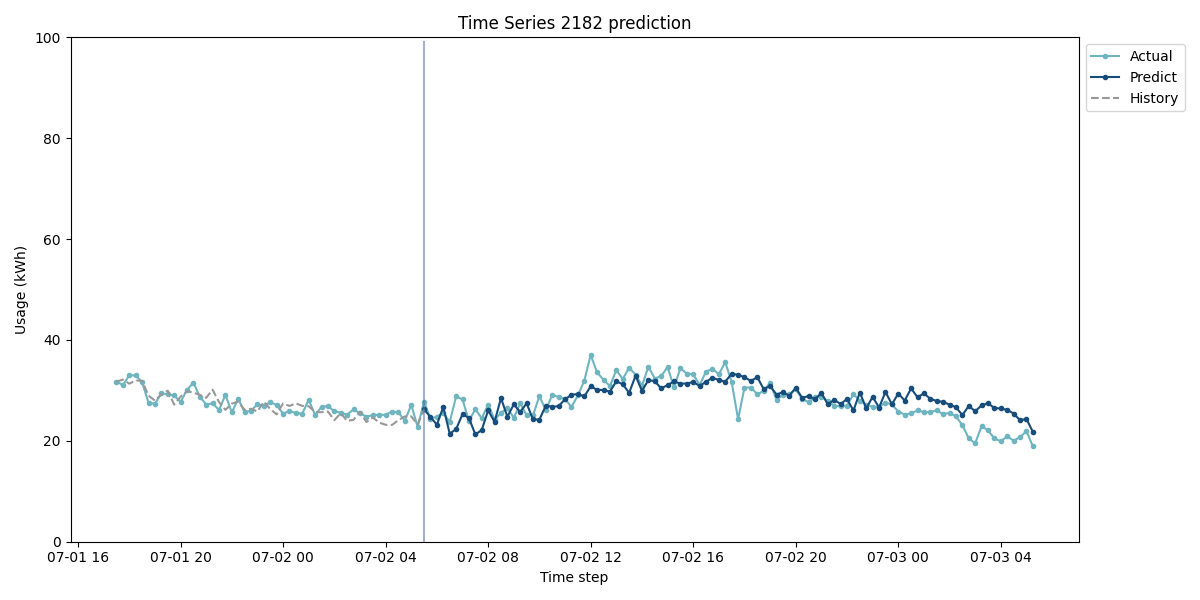 Time Series 2182 prediction
100
80
60
40
20
0
Usage (kWh)
07-01 16 07-01 20 07-02 00 07-02 04 07-02 08 07-02 12 07-02 16 07-02 20 07-03 00 07-03 04
Time step
Actual
Predict
History